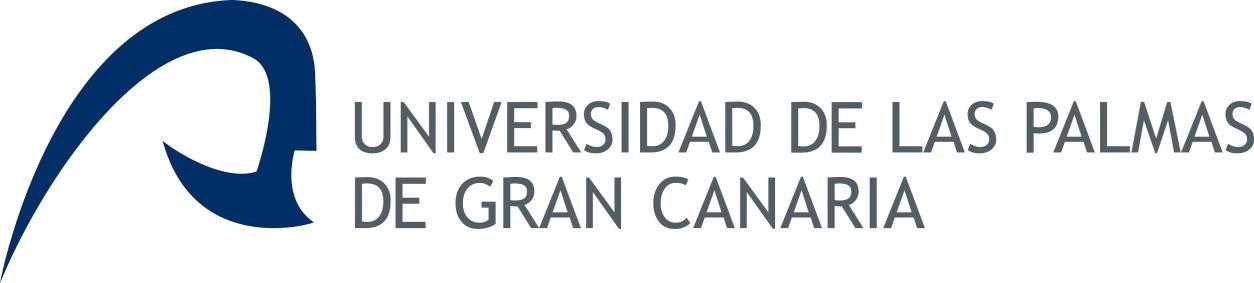 UNIVERSIDAD DE LAS PALMAS
DE GRAN CANARIA